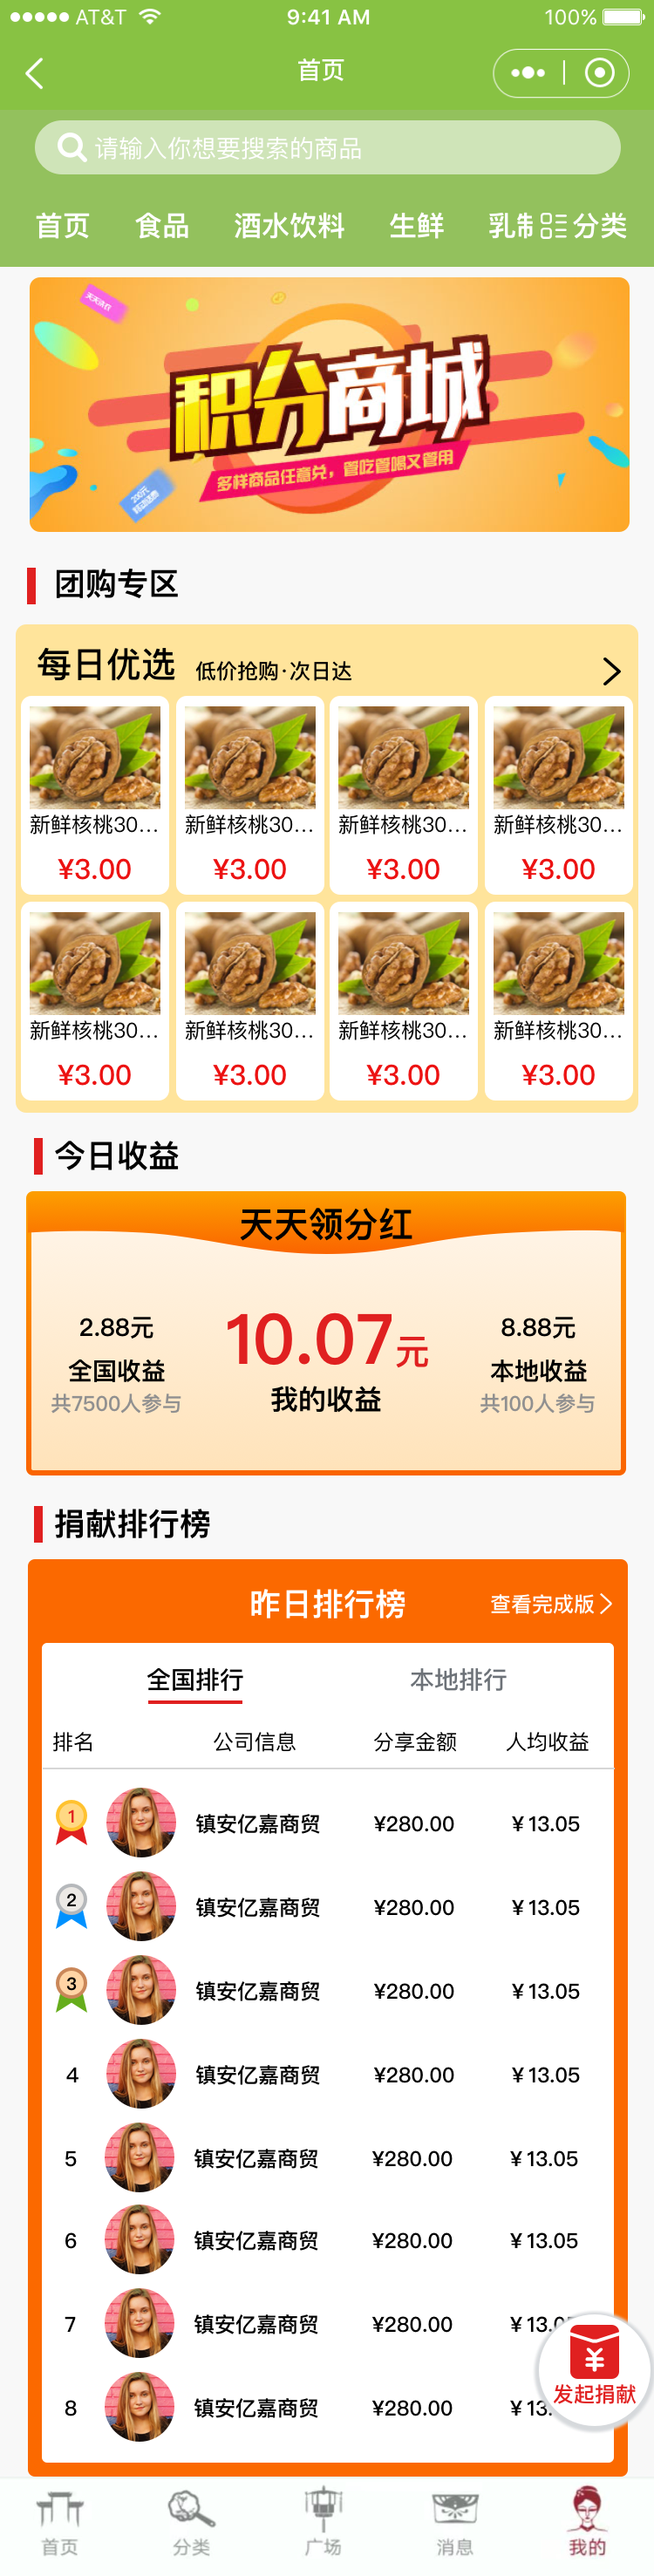 AT&T 9:41 AM 100%
首页
请输入你想要搜索的商品
首页 食品 酒水饮料 生鲜 乳制 分类
天天派红
积分商城
多样商品任意兑，管吃管喝又管用
200元
团购专区
每日优选 低价抢购·次日达
新鲜核桃30... 新鲜核桃30... 新鲜核桃30... 新鲜核桃30...
¥3.00 ¥3.00 ¥3.00 ¥3.00
新鲜核桃30... 新鲜核桃30... 新鲜核桃30... 新鲜核桃30...
¥3.00 ¥3.00 ¥3.00 ¥3.00
今日收益
天天领分红
2.88元 10.07元 8.88元
全国收益 我的收益 本地收益
共7500人参与 共100人参与
捐献排行榜
昨日排行榜 查看完成版
全国排行 本地排行
排名 公司信息 分享金额 人均收益
1 镇安亿嘉商贸 ¥280.00 ¥13.05
2 镇安亿嘉商贸 ¥280.00 ¥13.05
3 镇安亿嘉商贸 ¥280.00 ¥13.05
4 镇安亿嘉商贸 ¥280.00 ¥13.05
5 镇安亿嘉商贸 ¥280.00 ¥13.05
6 镇安亿嘉商贸 ¥280.00 ¥13.05
7 镇安亿嘉商贸 ¥280.00 ¥13.0
8 镇安亿嘉商贸 ¥280.00 ¥13.
¥
发起捐献
首页 分类 广场 消息 我的